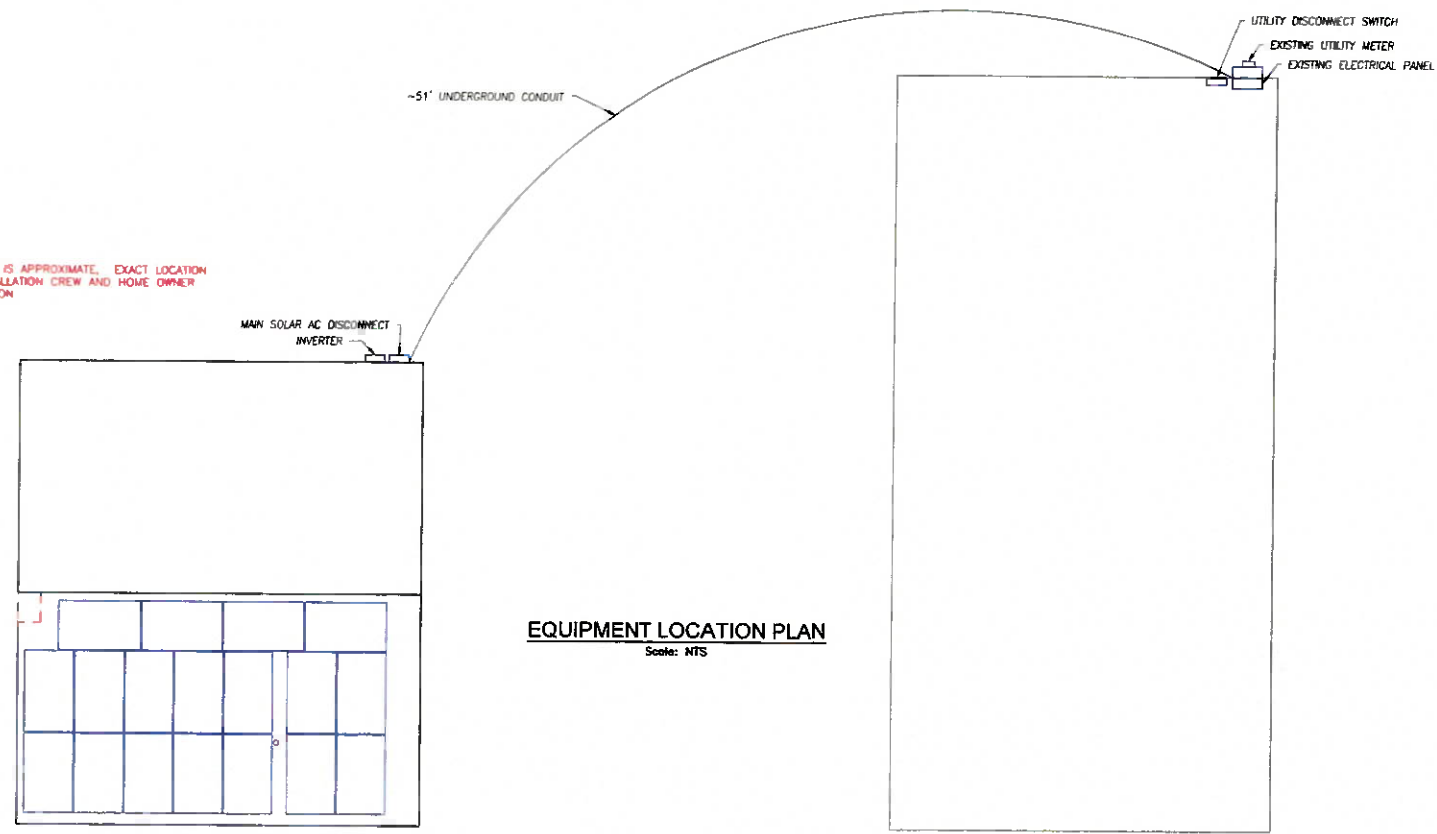 UTILITY DISCONNECT SWITCH
EXISTING UTILITY METER
EXISTING ELECTRICAL PANEL
~51' UNDERGROUND CONDUIT
IS APPROXIMATE, EXACT LOCATION
ALLATION CREW AND HOME OWNER
ON
MAIN SOLAR AC DISCONNECT
INVERTER
EQUIPMENT LOCATION PLAN
Scale: NTS